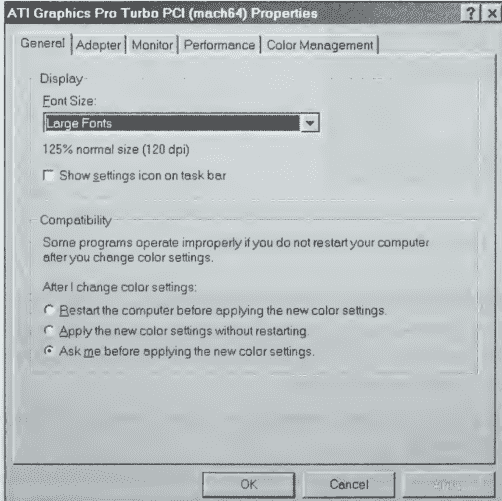 ATI Graphics Pro Turbo PCI (mach64) Properties
General Adapter Monitor Performance Color Management
Display
Font Size:
Large Fonts
125% normal size (120 dpi)
Show settings icon on task bar
Compatibility
Some programs operate improperly if you do not restart your computer
after you change color settings.
After I change color settings:
Restart the computer before applying the new color settings.
Apply the new color settings without restarting.
Ask me before applying the new color settings.
OK Cancel